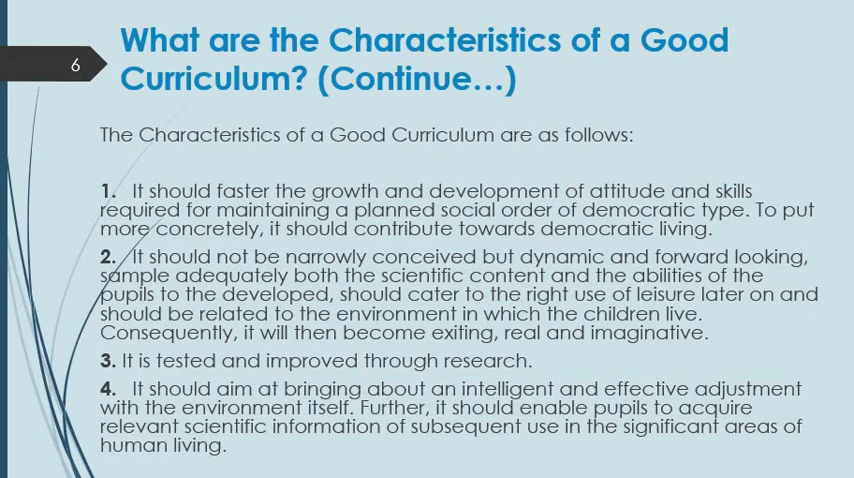 6
What are the Characteristics of a Good
Curriculum? (Continue...)
The Characteristics of a Good Curriculum are as follows:
1. It should faster the growth and development of attitude and skills
required for maintaining a planned social order of democratic type. To put
more concretely, it should contribute towards democratic living.
2. It should not be narrowly conceived but dynamic and forward looking,
sample adequately both the scientific content and the abilities of the
pupils to the developed, should cater to the right use of leisure later on and
should be related to the environment in which the children live.
Consequently, it will then become exiting, real and imaginative.
3. It is tested and improved through research.
4. It should aim at bringing about an intelligent and effective adjustment
with the environment itself. Further, it should enable pupils to acquire
relevant scientific information of subsequent use in the significant areas of
human living.